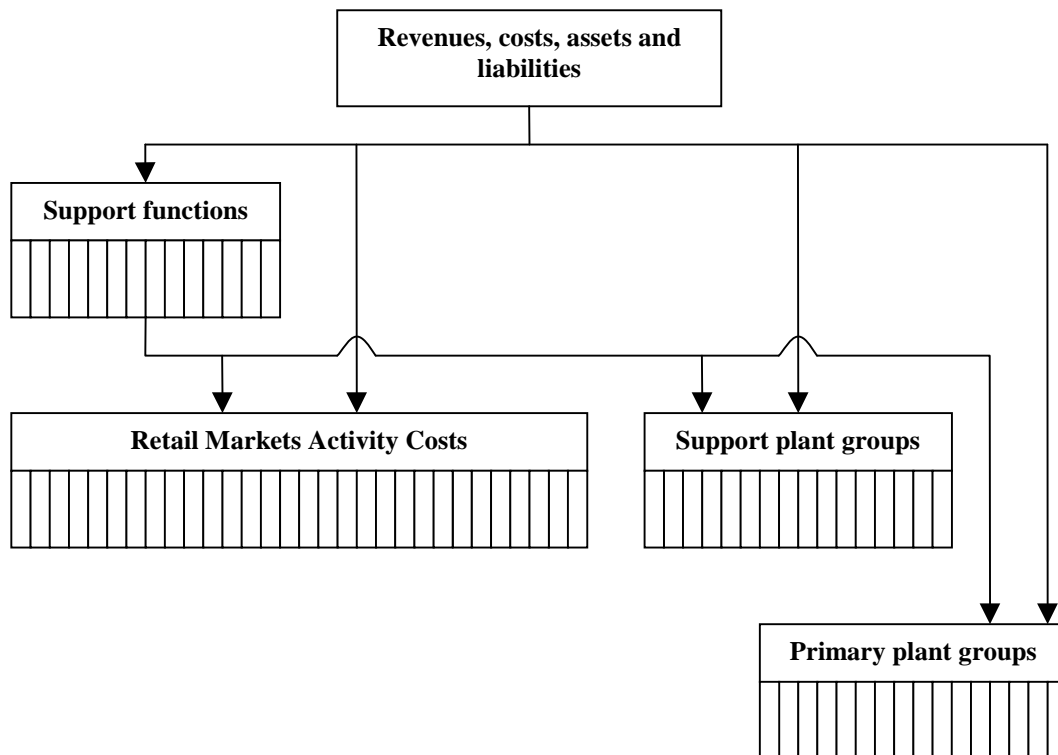 Revenues, costs, assets and
liabilities
Support functions
Retail Markets Activity Costs
Support plant groups
Primary plant groups